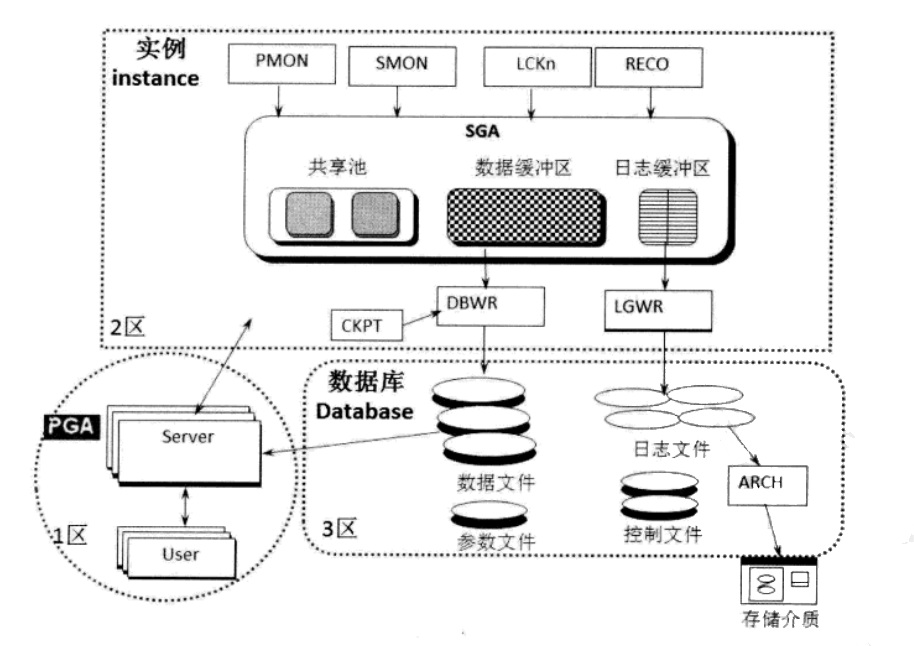 实例
instance
PMON
SMON
LCKn
RECO
SGA
共享池
数据缓冲区
日志缓冲区
DBWR
LGWR
CKPT
2区
数据库
Database
PGA
Server
数据文件
日志文件
ARCH
1区
User
3区
参数文件
控制文件
存储介质